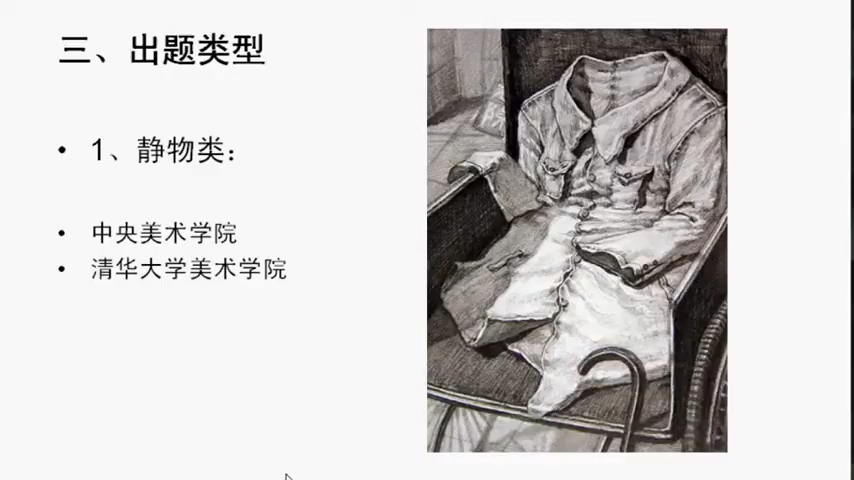 三、出题类型
• 1、静物类：
• 中央美术学院
• 清华大学美术学院